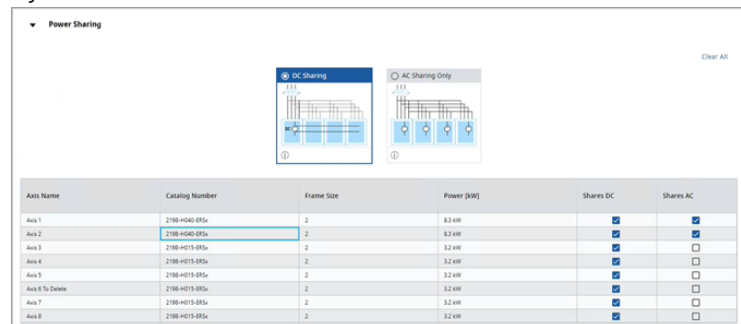 Power Sharing
Clear All
DC Sharing AC Sharing Only
DC
Axis Name Catalog Number Frame Size Power [kW] Shares DC Shares AC
Axis 1 2198-H040-ERSx 2 8.3 kW
Axis 2 2198-H040-ERSx 2 8.3 kW
Axis 3 2198-H015-ERSx 2 3.2 kW
Axis 4 2198-H015-ERSx 2 3.2 kW
Axis 5 2198-H015-ERSx 2 3.2 kW
Axis 6 To Delete 2198-H015-ERSx 2 3.2 kW
Axis 7 2198-H015-ERSx 2 3.2 kW
Axis 8 2198-H015-ERSx 2 3.2 kW